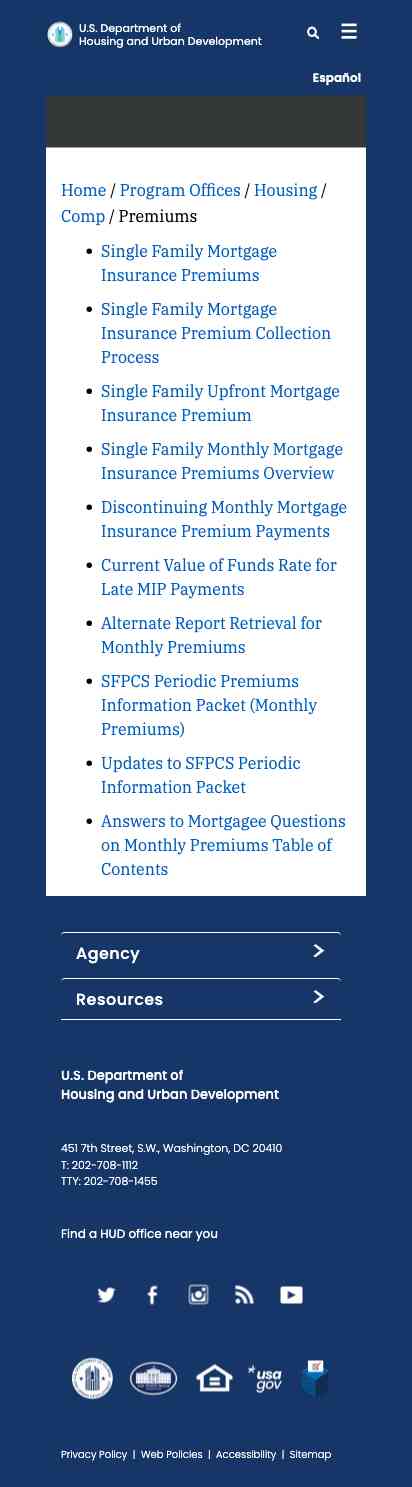 U.S. Department of
Housing and Urban Development
Español
Home / Program Offices / Housing /
Comp / Premiums
• Single Family Mortgage
Insurance Premiums
• Single Family Mortgage
Insurance Premium Collection
Process
• Single Family Upfront Mortgage
Insurance Premium
• Single Family Monthly Mortgage
Insurance Premiums Overview
• Discontinuing Monthly Mortgage
Insurance Premium Payments
• Current Value of Funds Rate for
Late MIP Payments
• Alternate Report Retrieval for
Monthly Premiums
• SFPCS Periodic Premiums
Information Packet (Monthly
Premiums)
• Updates to SFPCS Periodic
Information Packet
• Answers to Mortgagee Questions
on Monthly Premiums Table of
Contents
Agency
Resources
U.S. Department of
Housing and Urban Development
451 7th Street, S.W., Washington, DC 20410
T: 202-708-1112
TTY: 202-708-1455
Find a HUD office near you
usa
gov
Privacy Policy | Web Policies | Accessibility | Sitemap